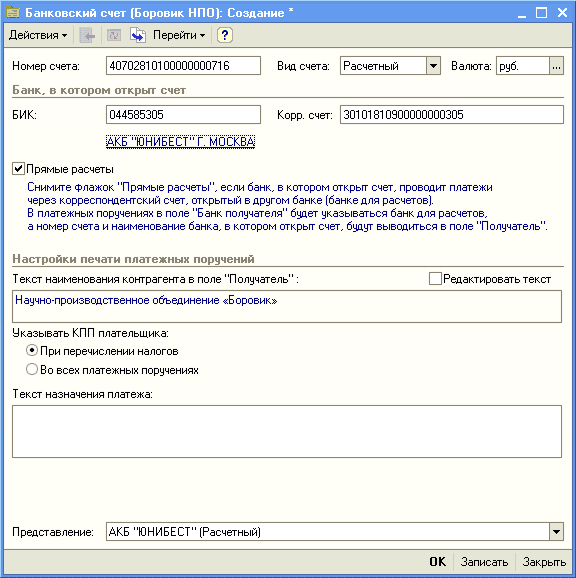 Банковский счет (Боровик НПО): Создание *
Действия Перейти ?
Номер счета: 40702810100000000716 Вид счета: Расчетный Валюта: руб. ...
Банк, в котором открыт счет
БИК: 044585305 Корр. счет: 30101810900000000305
АКБ "ЮНИБЕСТ" Г. МОСКВА
Прямые расчеты
Снимите флажок "Прямые расчеты", если банк, в котором открыт счет, проводит платежи
через корреспондентский счет, открытый в другом банке (банке для расчетов).
В платежных поручениях в поле "Банк получателя" будет указываться банк для расчетов,
а номер счета и наименование банка, в котором открыт счет, будут выводиться в поле "Получатель".
Настройки печати платежных поручений
Текст наименования контрагента в поле "Получатель" : Редактировать текст
Научно-производственное объединение «Боровик»
Указывать КПП плательщика:
При перечислении налогов
Во всех платежных поручениях
Текст назначения платежа:
Представление: АКБ "ЮНИБЕСТ" (Расчетный)
OK Записать Закрыть